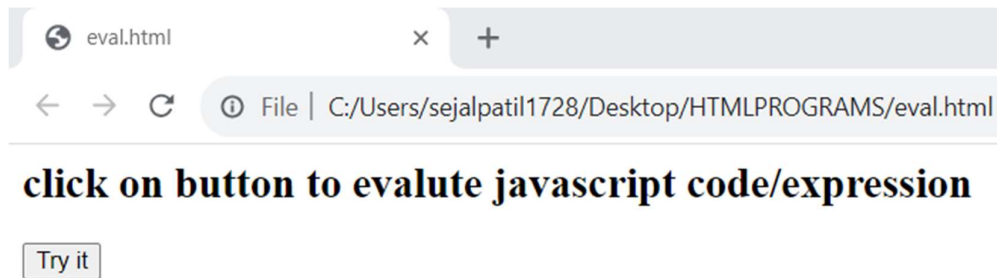 eval.html
File | C:/Users/sejalpatil1728/Desktop/HTMLPROGRAMS/eval.html
click on button to evalute javascript code/expression
Try it